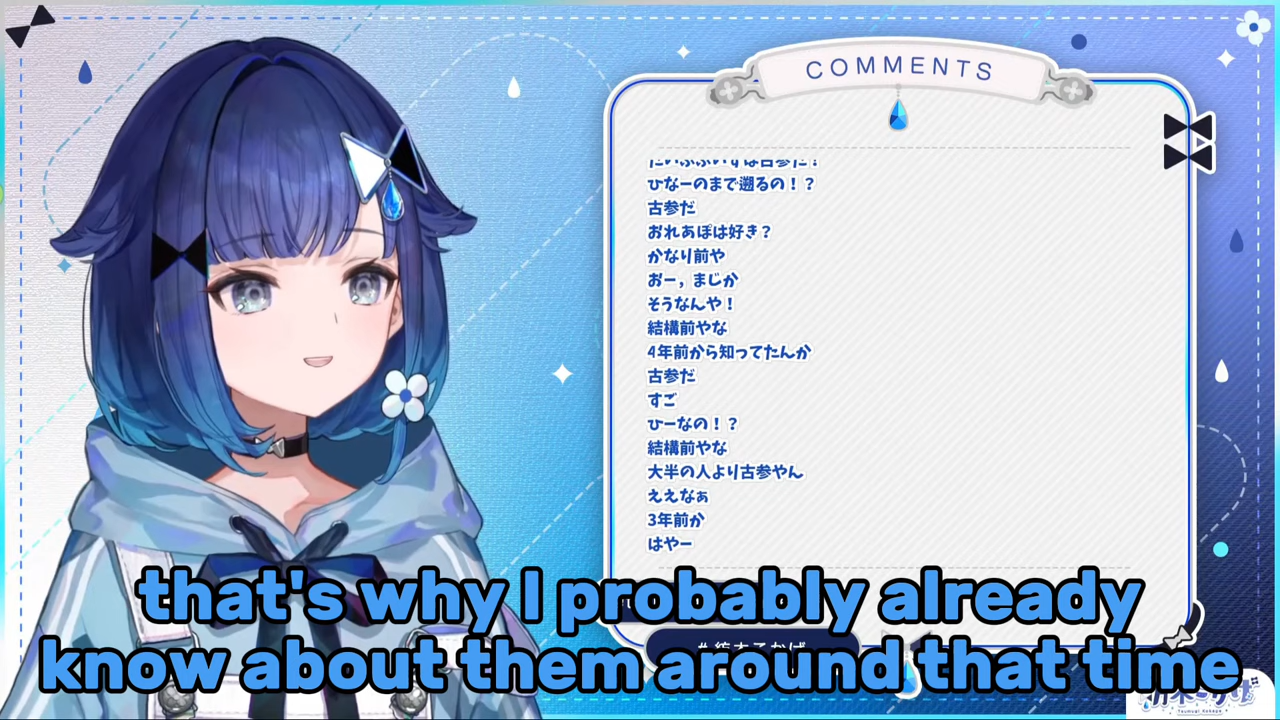 COMMENTS
ひなーのまで遡るの！？
古参だ
おれあぽは好き？
かなり前や
おー，まじか
そうなんや！
結構前やな
4年前から知ってたんか
古参だ
すご
ひーなの！？
結構前やな
大半の人より古参やん
ええなぁ
3年前か
はやー
that's why I probably already
know about them around that time
Tsumugi Kokage